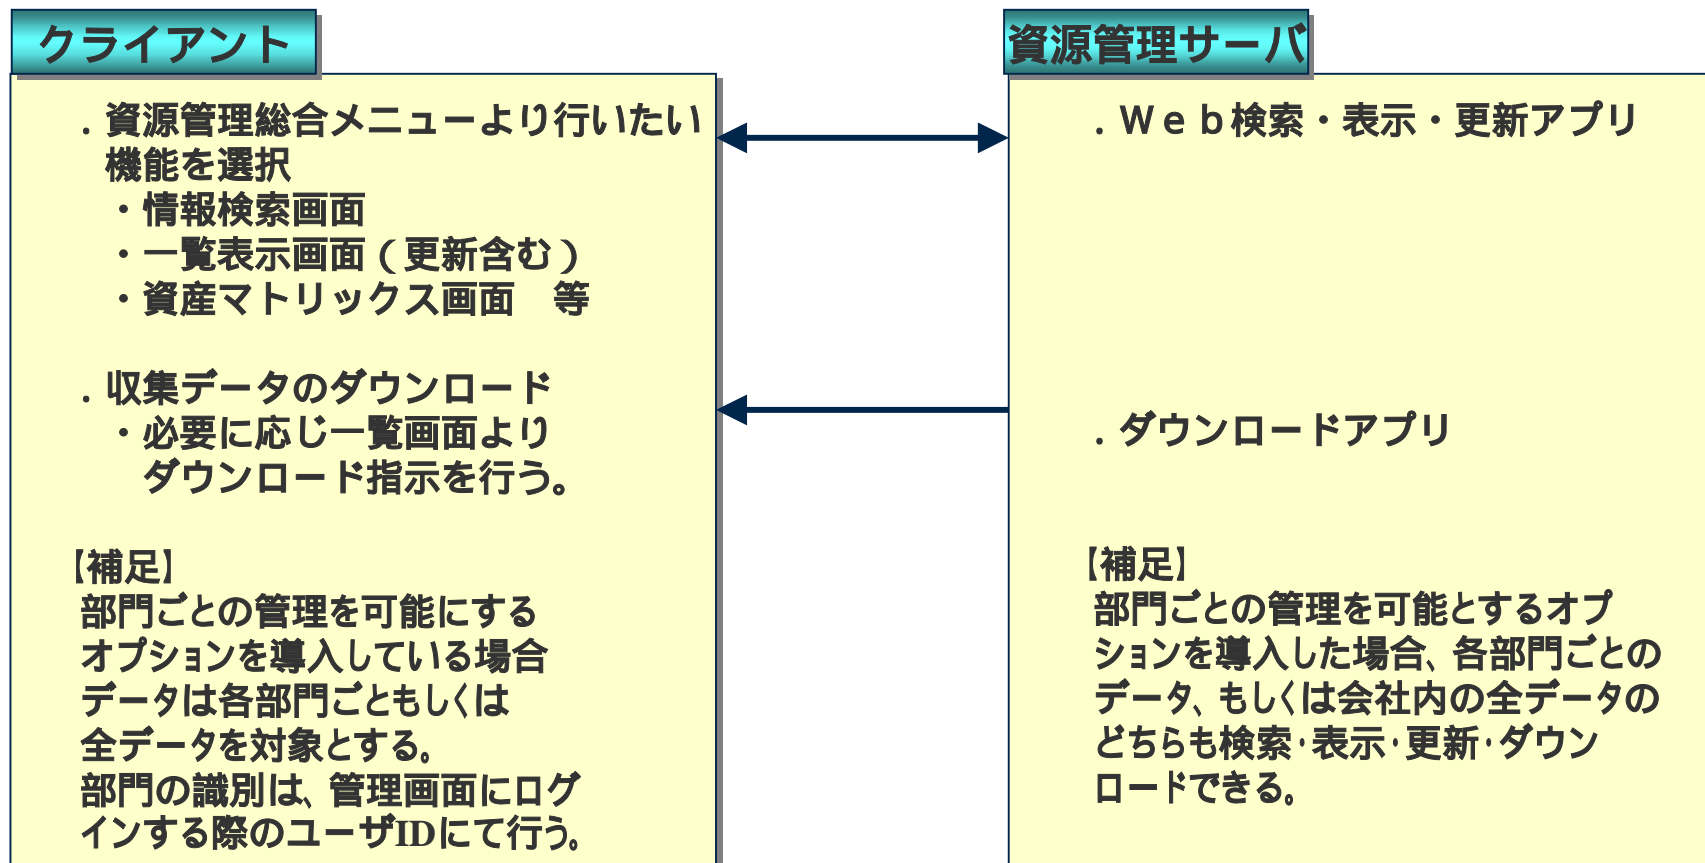 クライアント
．資源管理総合メニューより行いたい
機能を選択
・情報検索画面
・一覧表示画面（更新含む）
・資産マトリックス画面　等
．収集データのダウンロード
・必要に応じ一覧画面より
ダウンロード指示を行う。
【補足】
部門ごとの管理を可能にする
オプションを導入している場合
データは各部門ごともしくは
全データを対象とする。
部門の識別は、管理画面にログ
インする際のユーザIDにて行う。
資源管理サーバ
．Ｗｅｂ検索・表示・更新アプリ
．ダウンロードアプリ
【補足】
部門ごとの管理を可能とするオプ
ションを導入した場合、各部門ごとの
データ、もしくは会社内の全データの
どちらも検索・表示・更新・ダウン
ロードできる。